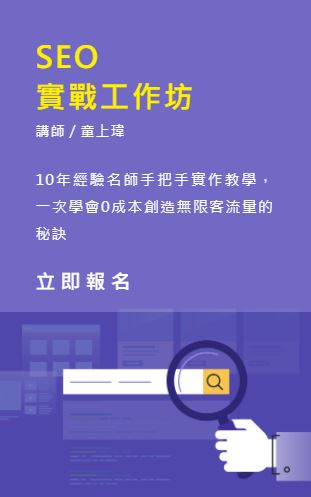 SEO
實戰工作坊
講師 / 童上瑋
10年經驗名師手把手實作教學，
一次學會0成本創造無限客流量的
秘訣
立即報名